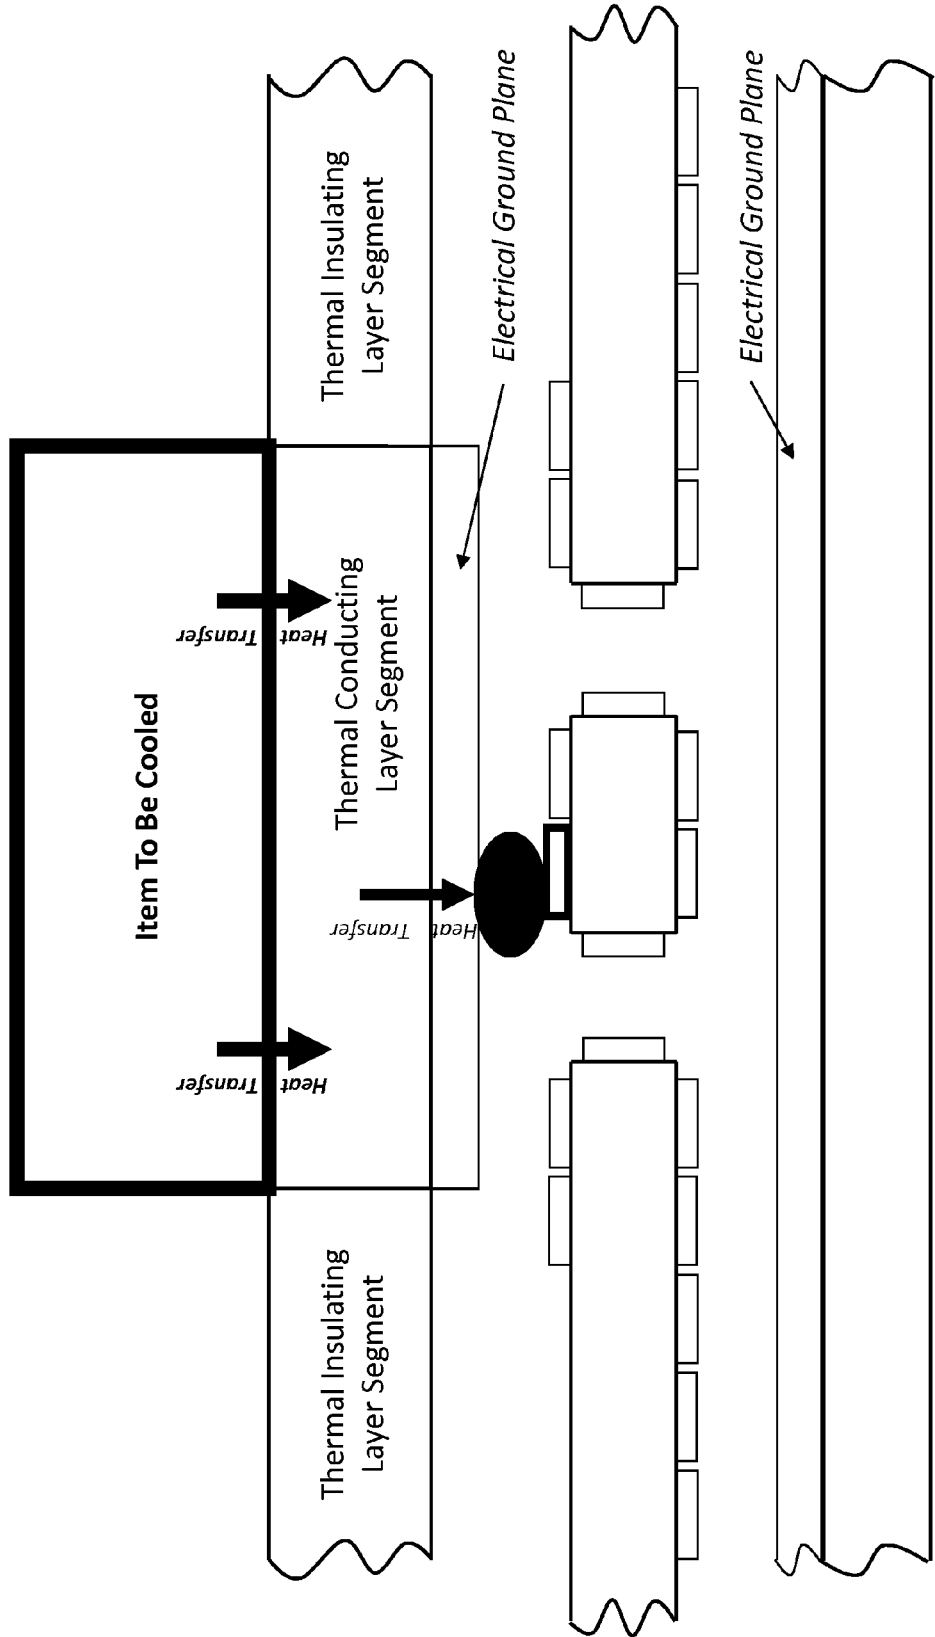 Item To Be Cooled
Heat
Transfer
Heat
Transfer
Thermal Insulating
Layer Segment
Thermal Conducting
Layer Segment
Thermal Insulating
Layer Segment
Heat Transfer
Electrical Ground Plane
Electrical Ground Plane